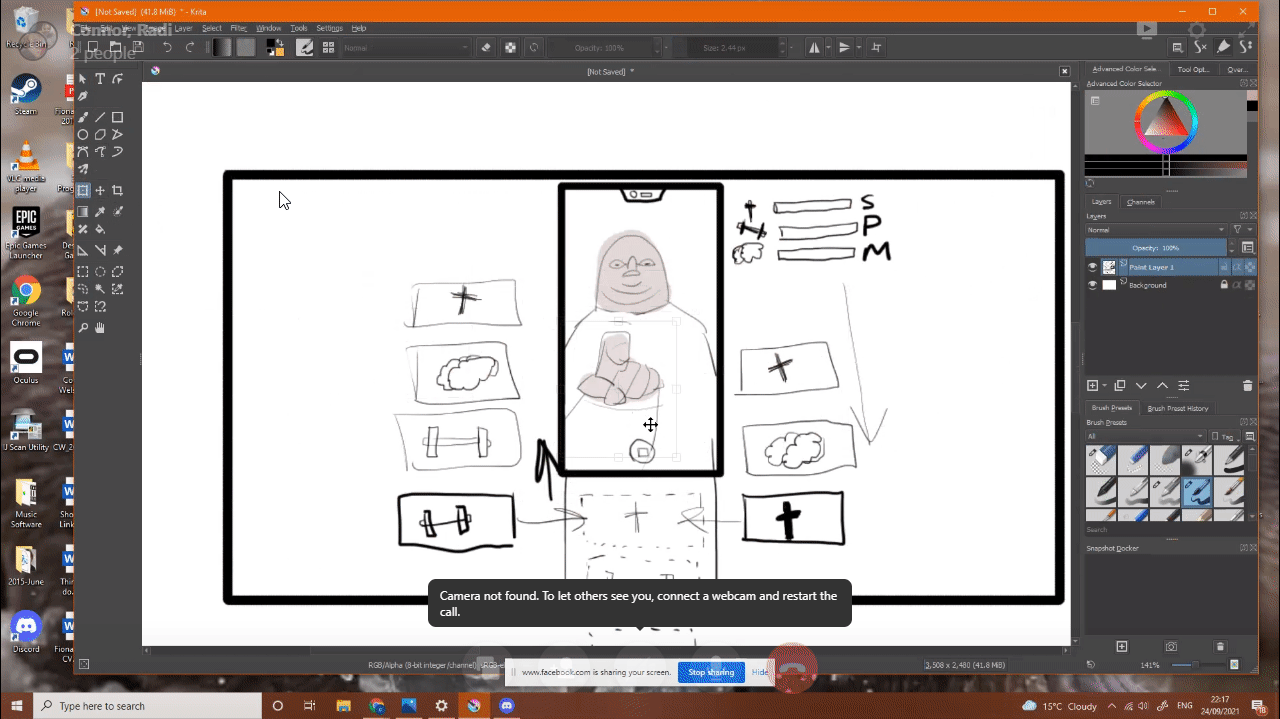 [Not Saved] (41.8 MiB) * - Krita
Connor, Radi
2 people
Layer Select Filter Window Tools Settings Help
Normal
Opacity: 100%
Size: 2.44 px
[Not Saved] *
Advanced Color Sele...
Tool Opt...
Over...
Advanced Color Selector
Recycle Bin
Steam
VLC media player
Epic Games Launcher
Google Chrome
Oculus
IJ Scan Utility
Music Software
2015-June
Discord
S
P
M
Layers
Channels
Layers
Normal
Opacity: 100%
Paint Layer 1
Background
Brush Presets
Brush Preset History
Brush Presets
All
Tag
Search
Snapshot Docker
Camera not found. To let others see you, connect a webcam and restart the
call.
www.facebook.com is sharing your screen.
Stop sharing
Hide
RGB/Alpha (8-bit integer/channel)
3,508 x 2,480 (41.8 MiB)
141%
Type here to search
15°C Cloudy
ENG
22:17
24/09/2021
18